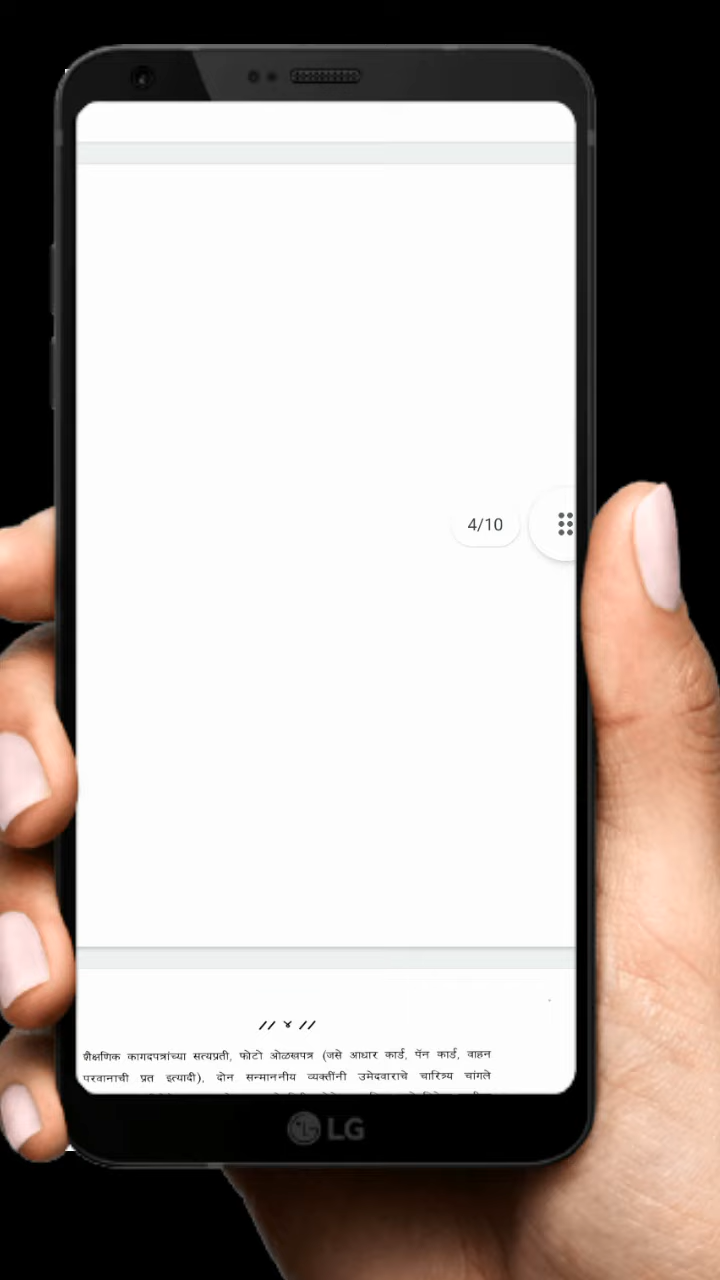 4/10
// ४ //
शैक्षणिक कागदपत्रांच्या सत्यप्रती, फोटो ओळखपत्र (जसे आधार कार्ड, पॅन कार्ड, वाहन
परवानाची प्रत इत्यादी), दोन सन्माननीय व्यक्तींनी उमेदवाराचे चारित्र्य चांगले
LG